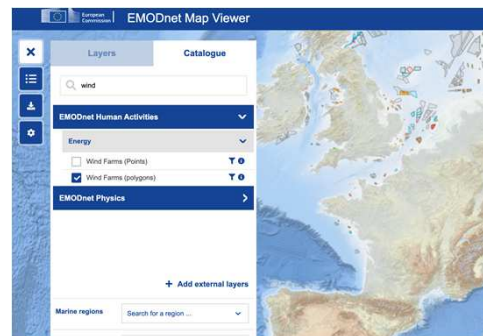 European
Commission
EMODnet Map Viewer
Layers
Catalogue
wind
EMODnet Human Activities
Energy
Wind Farms (Points)
Wind Farms (polygons)
EMODnet Physics
+ Add external layers
Marine regions
Search for a region ...